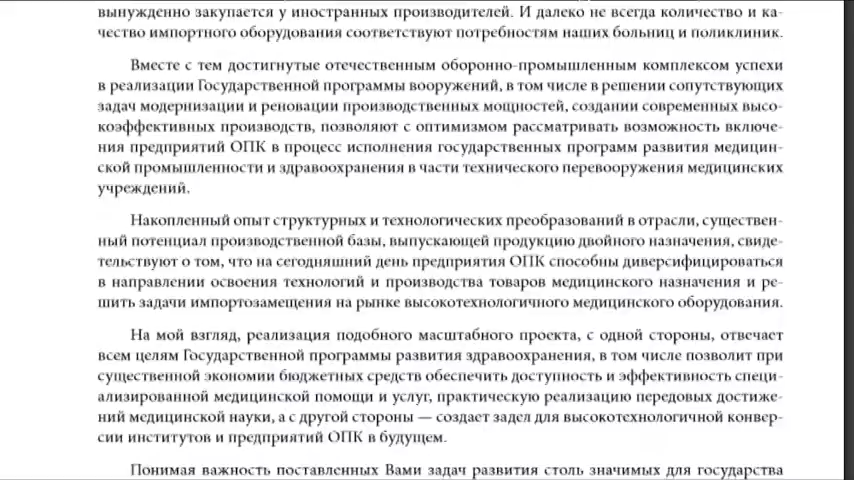 вынужденно закупается у иностранных производителей. И далеко не всегда количество и ка-
чество импортного оборудования соответствуют потребностям наших больниц и поликлиник.
Вместе с тем достигнутые отечественным оборонно-промышленным комплексом успехи
в реализации Государственной программы вооружений, в том числе в решении сопутствующих
задач модернизации и реновации производственных мощностей, создании современных высо-
коэффективных производств, позволяют с оптимизмом рассматривать возможность включе-
ния предприятий ОПК в процесс исполнения государственных программ развития медицин-
ской промышленности и здравоохранения в части технического перевооружения медицинских
учреждений.
Накопленный опыт структурных и технологических преобразований в отрасли, существен-
ный потенциал производственной базы, выпускающей продукцию двойного назначения, свиде-
тельствуют о том, что на сегодняшний день предприятия ОПК способны диверсифицироваться
в направлении освоения технологий и производства товаров медицинского назначения и ре-
шить задачи импортозамещения на рынке высокотехнологичного медицинского оборудования.
На мой взгляд, реализация подобного масштабного проекта, с одной стороны, отвечает
всем целям Государственной программы развития здравоохранения, в том числе позволит при
существенной экономии бюджетных средств обеспечить доступность и эффективность специ-
ализированной медицинской помощи и услуг, практическую реализацию передовых достиже-
ний медицинской науки, а с другой стороны — создает задел для высокотехнологичной конвер-
сии институтов и предприятий ОПК в будущем.
Понимая важность поставленных Вами задач развития столь значимых для государства